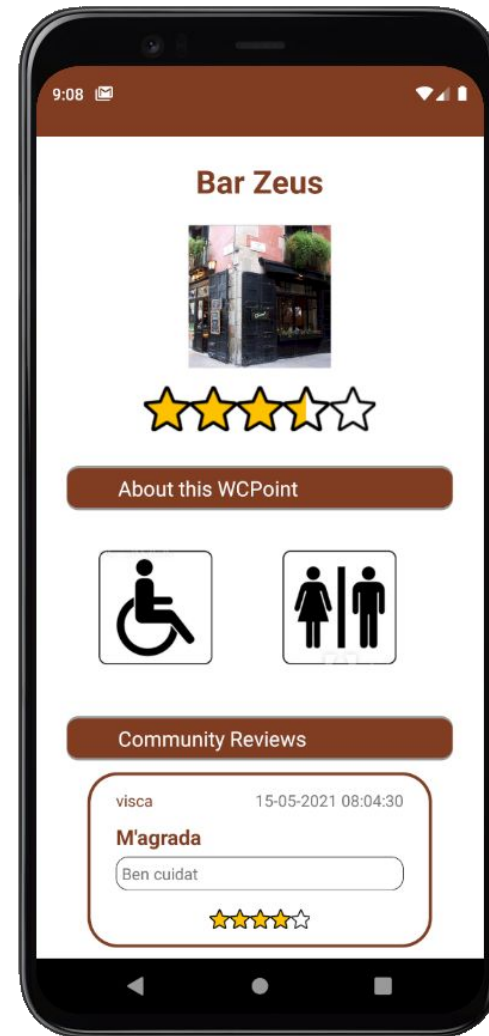 9:08
Bar Zeus
About this WCPoint
Community Reviews
visca 15-05-2021 08:04:30
M'agrada
Ben cuidat